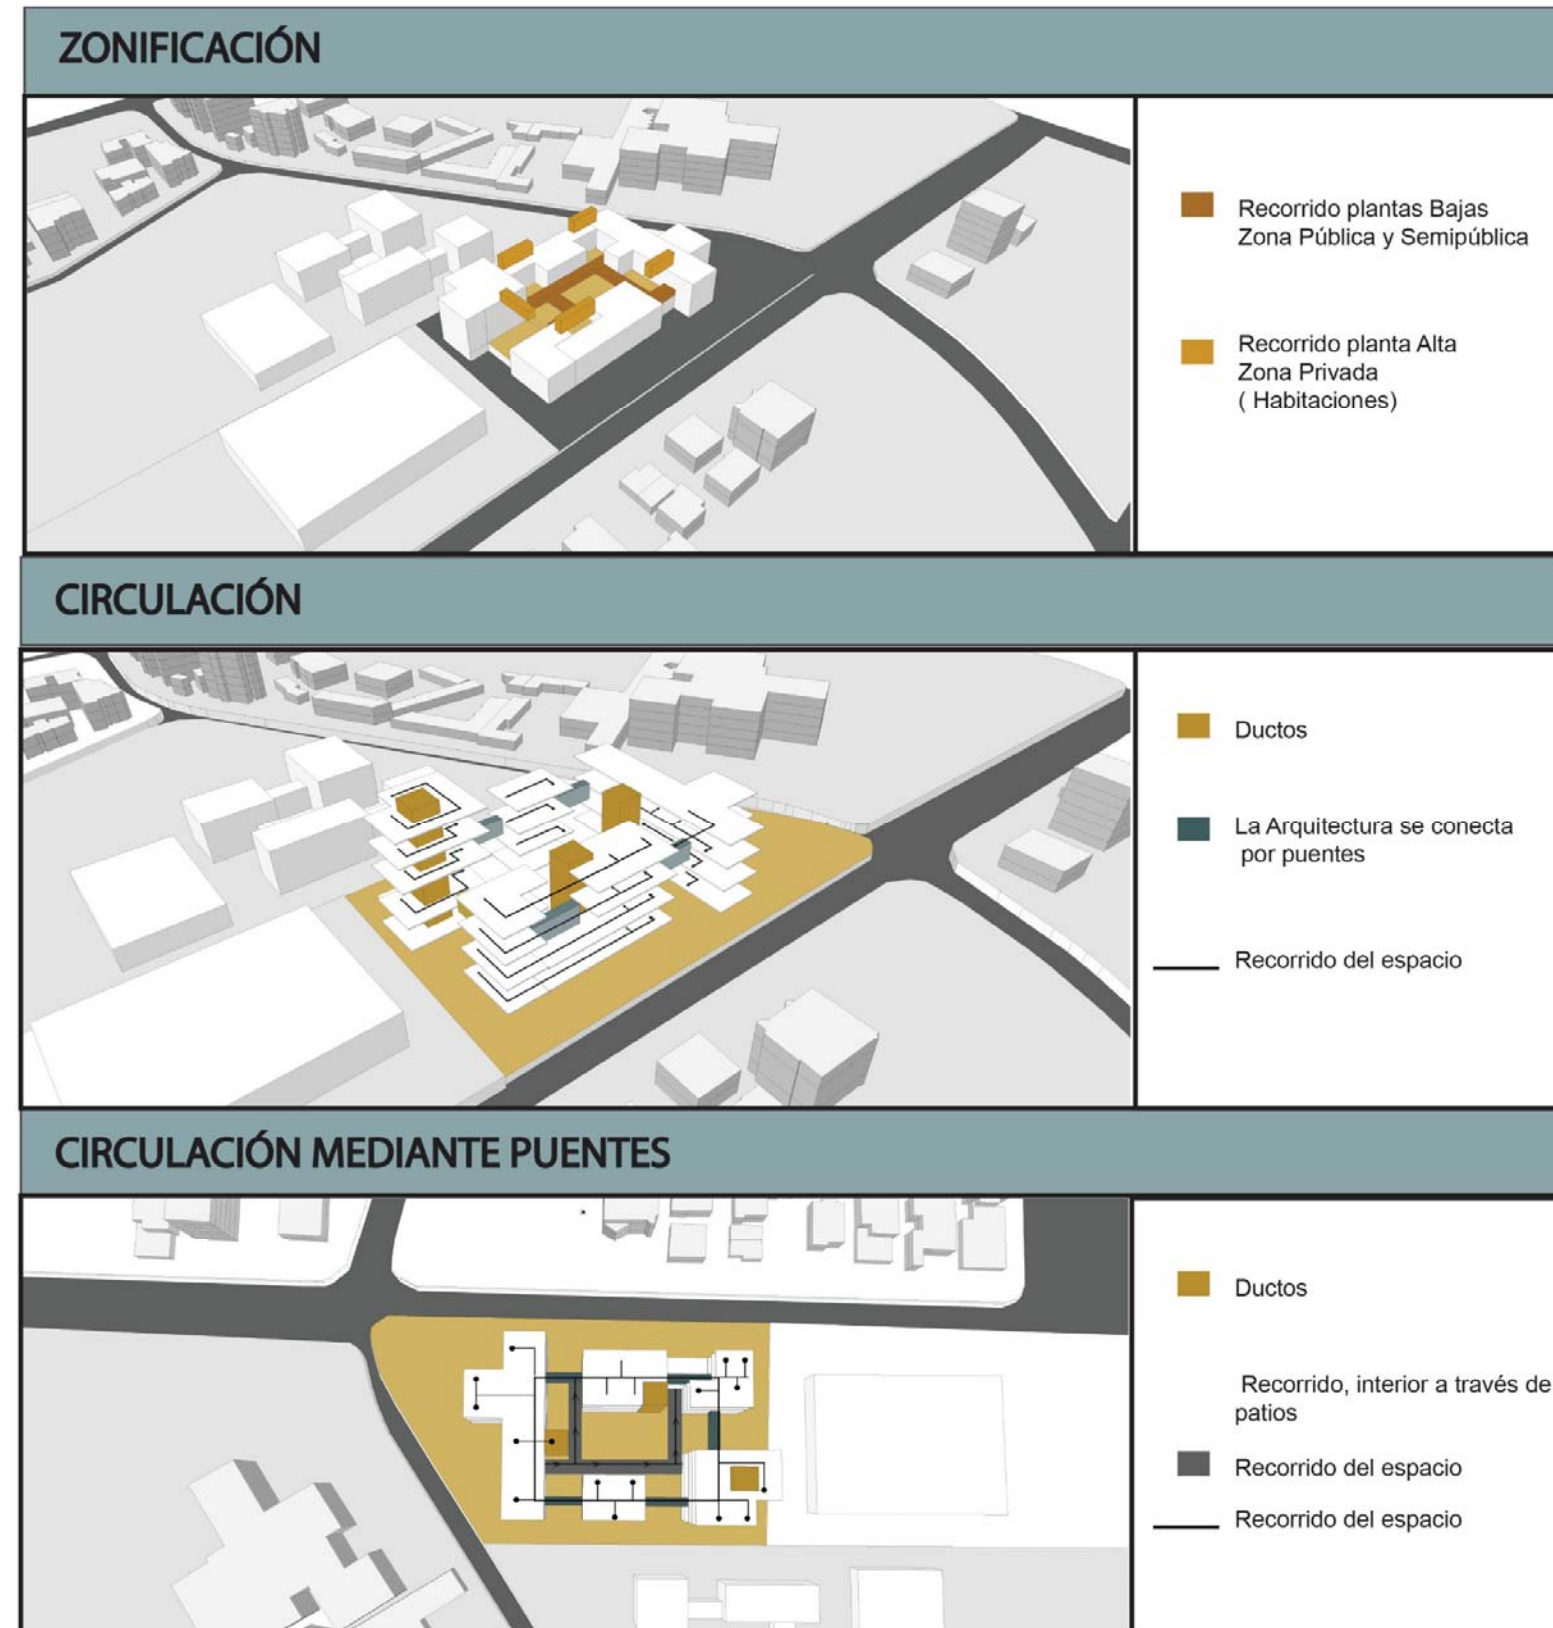 ZONIFICACIÓN
Recorrido plantas Bajas
Zona Pública y Semipública
Recorrido planta Alta
Zona Privada
( Habitaciones)
CIRCULACIÓN
Ductos
La Arquitectura se conecta
por puentes
Recorrido del espacio
CIRCULACIÓN MEDIANTE PUENTES
Ductos
Recorrido, interior a través de
patios
Recorrido del espacio
Recorrido del espacio